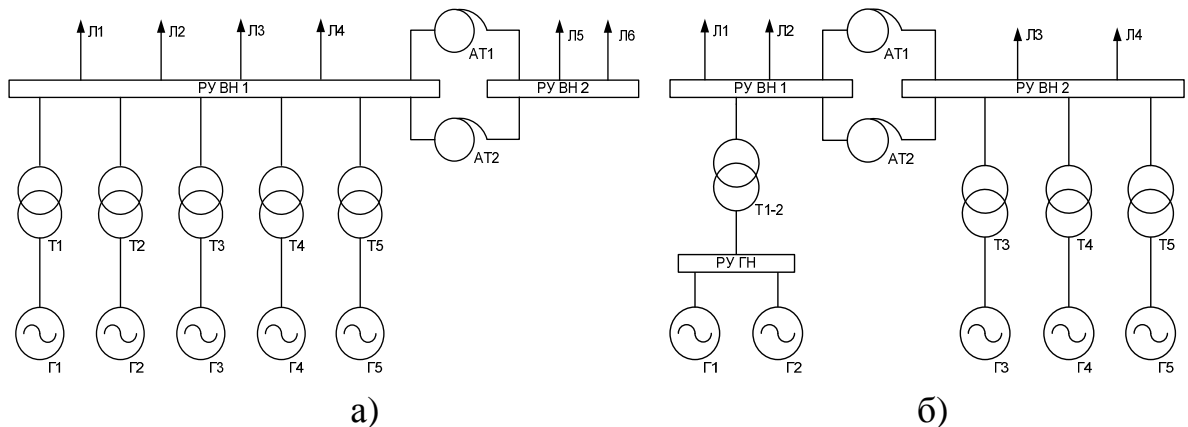 Л1 Л2 Л3 Л4 АТ1 Л5 Л6
РУ ВН 1 РУ ВН 2
АТ2
Т1 Т2 Т3 Т4 Т5
Г1 Г2 Г3 Г4 Г5
а)
Л1 Л2 АТ1 Л3 Л4
РУ ВН 1 РУ ВН 2
АТ2
Т1-2
Т3 Т4 Т5
РУ ГН
Г1 Г2 Г3 Г4 Г5
б)